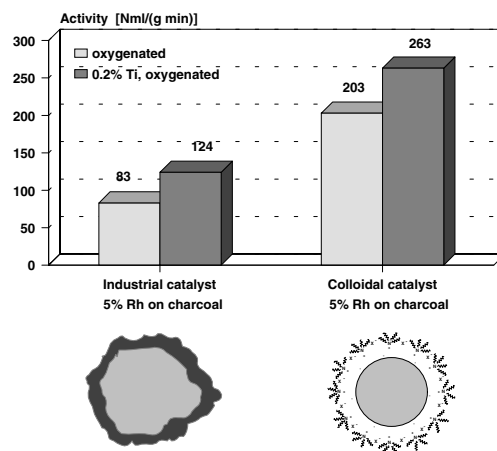 Activity [Nml/(g min)]
300
250
200
150
100
50
0
oxygenated
0.2% Ti, oxygenated
83
124
203
263
Industrial catalyst
5% Rh on charcoal
Colloidal catalyst
5% Rh on charcoal